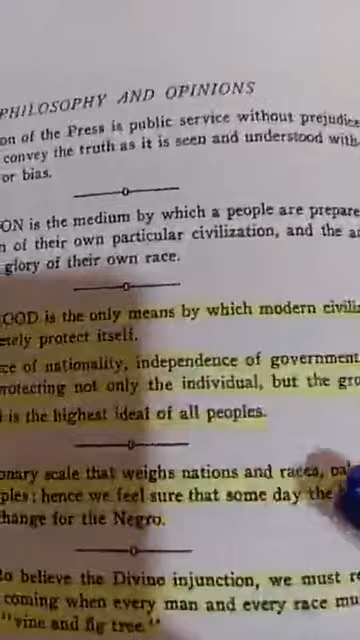 PHILOSOPHY AND OPINIONS
on of the Press is public service without prejudice
convey the truth as it is seen and understood with
or bias.
ON is the medium by which a people are prepare
n of their own particular civilization, and the a
glory of their own race.
OOD is the only means by which modern civili
etely protect itself.
ce of nationality, independence of government
rotecting not only the individual, but the gro
is the highest ideal of all peoples.
onary scale that weighs nations and races,
ples; hence we feel sure that some day the
hange for the Negro.
to believe the Divine injunction, we must re
coming when every man and every race mu
"vine and fig tree."